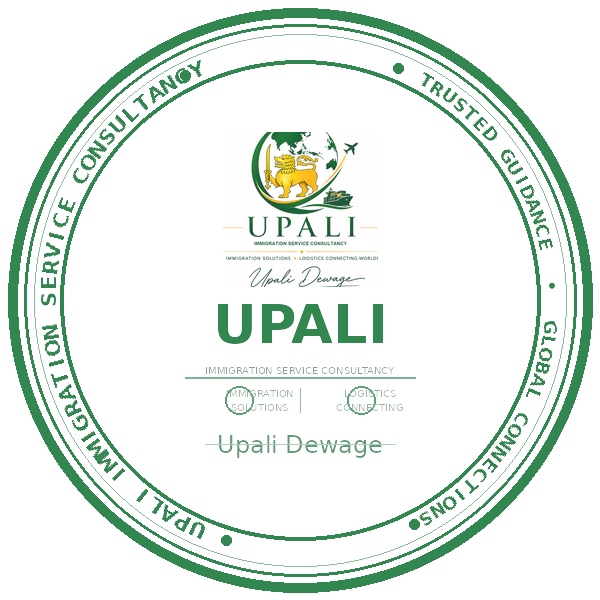 UPALI IMMIGRATION SERVICE CONSULTANCY
TRUSTED GUIDANCE • GLOBAL CONNECTIONS
UPALI
IMMIGRATION SERVICE CONSULTANCY
IMMIGRATION SOLUTIONS • LOGISTICS CONNECTING WORLD!
Upali Dewage
UPALI
IMMIGRATION SERVICE CONSULTANCY
IMMIGRATION LOGISTICS
SOLUTIONS CONNECTING
Upali Dewage